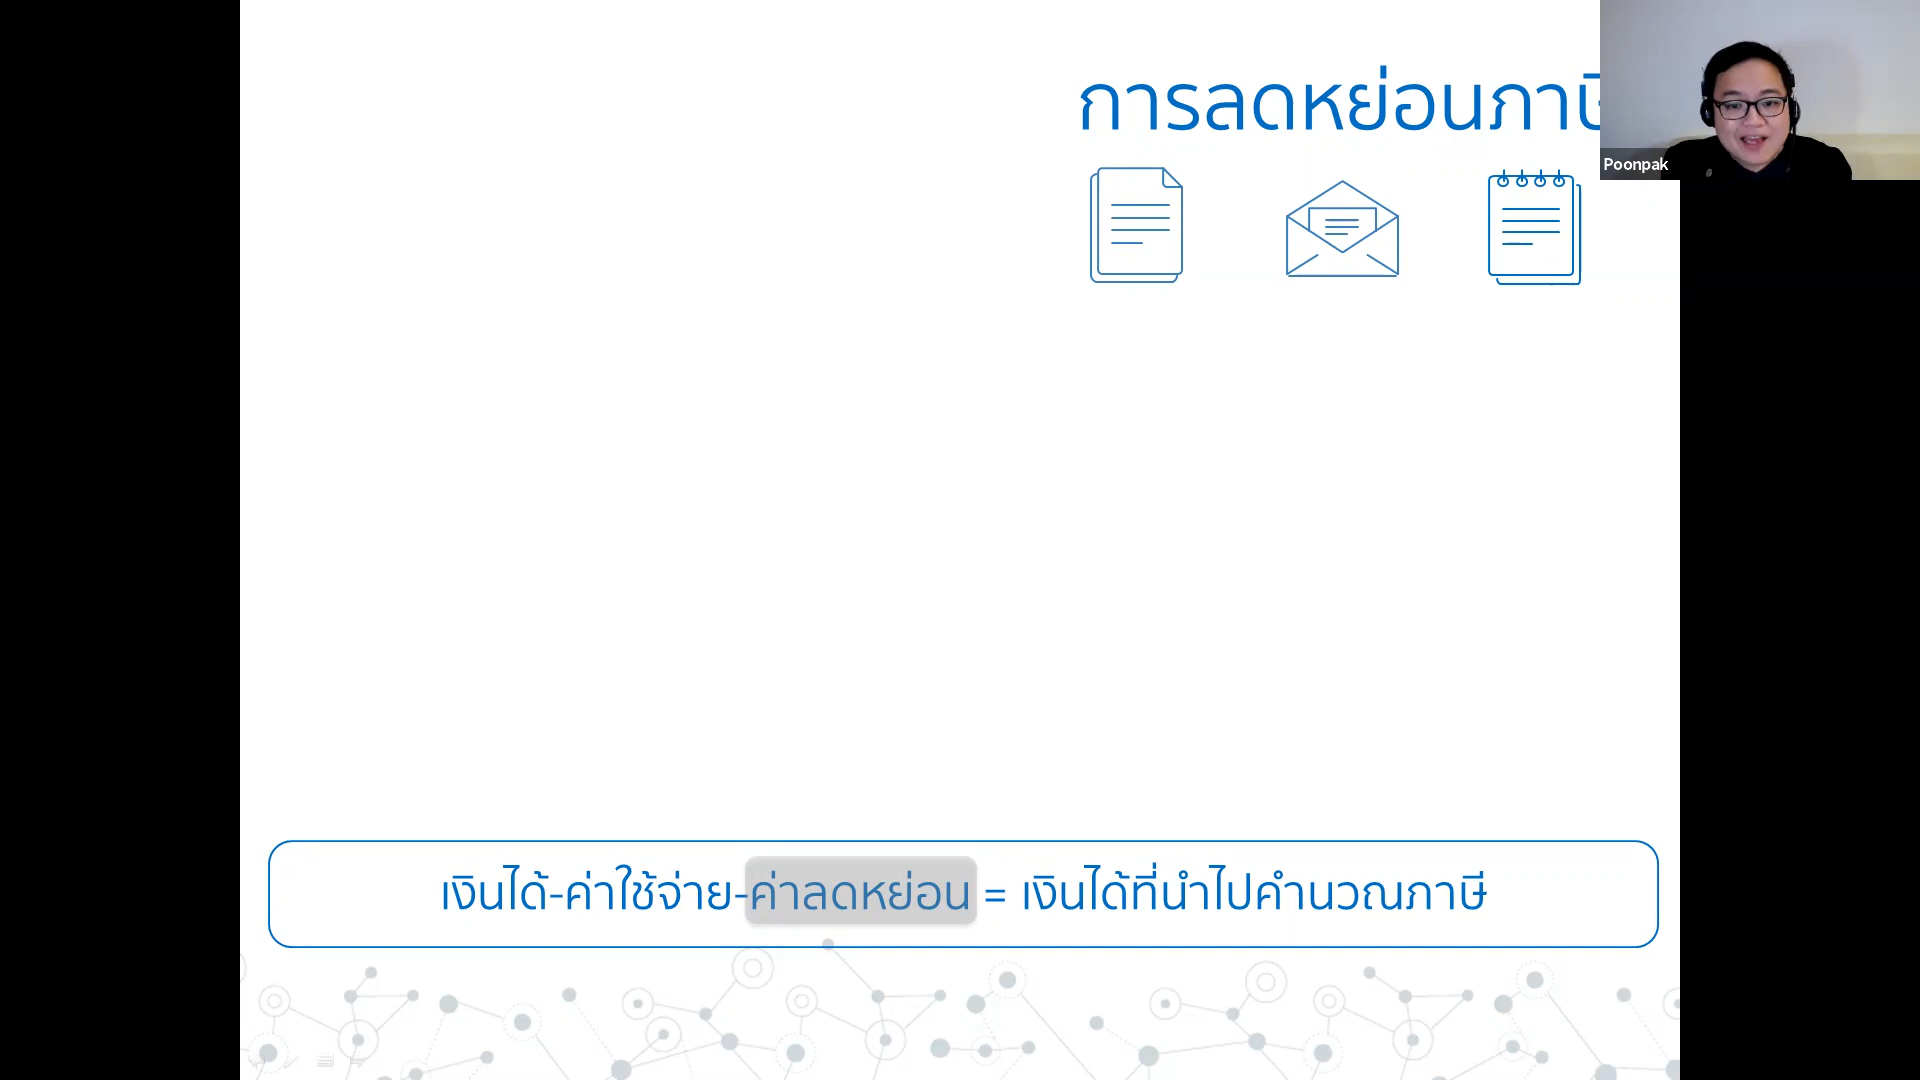 การลดหย่อนภาษี
Poonpak
เงินได้-ค่าใช้จ่าย-ค่าลดหย่อน = เงินได้ที่นำไปคำนวณภาษี